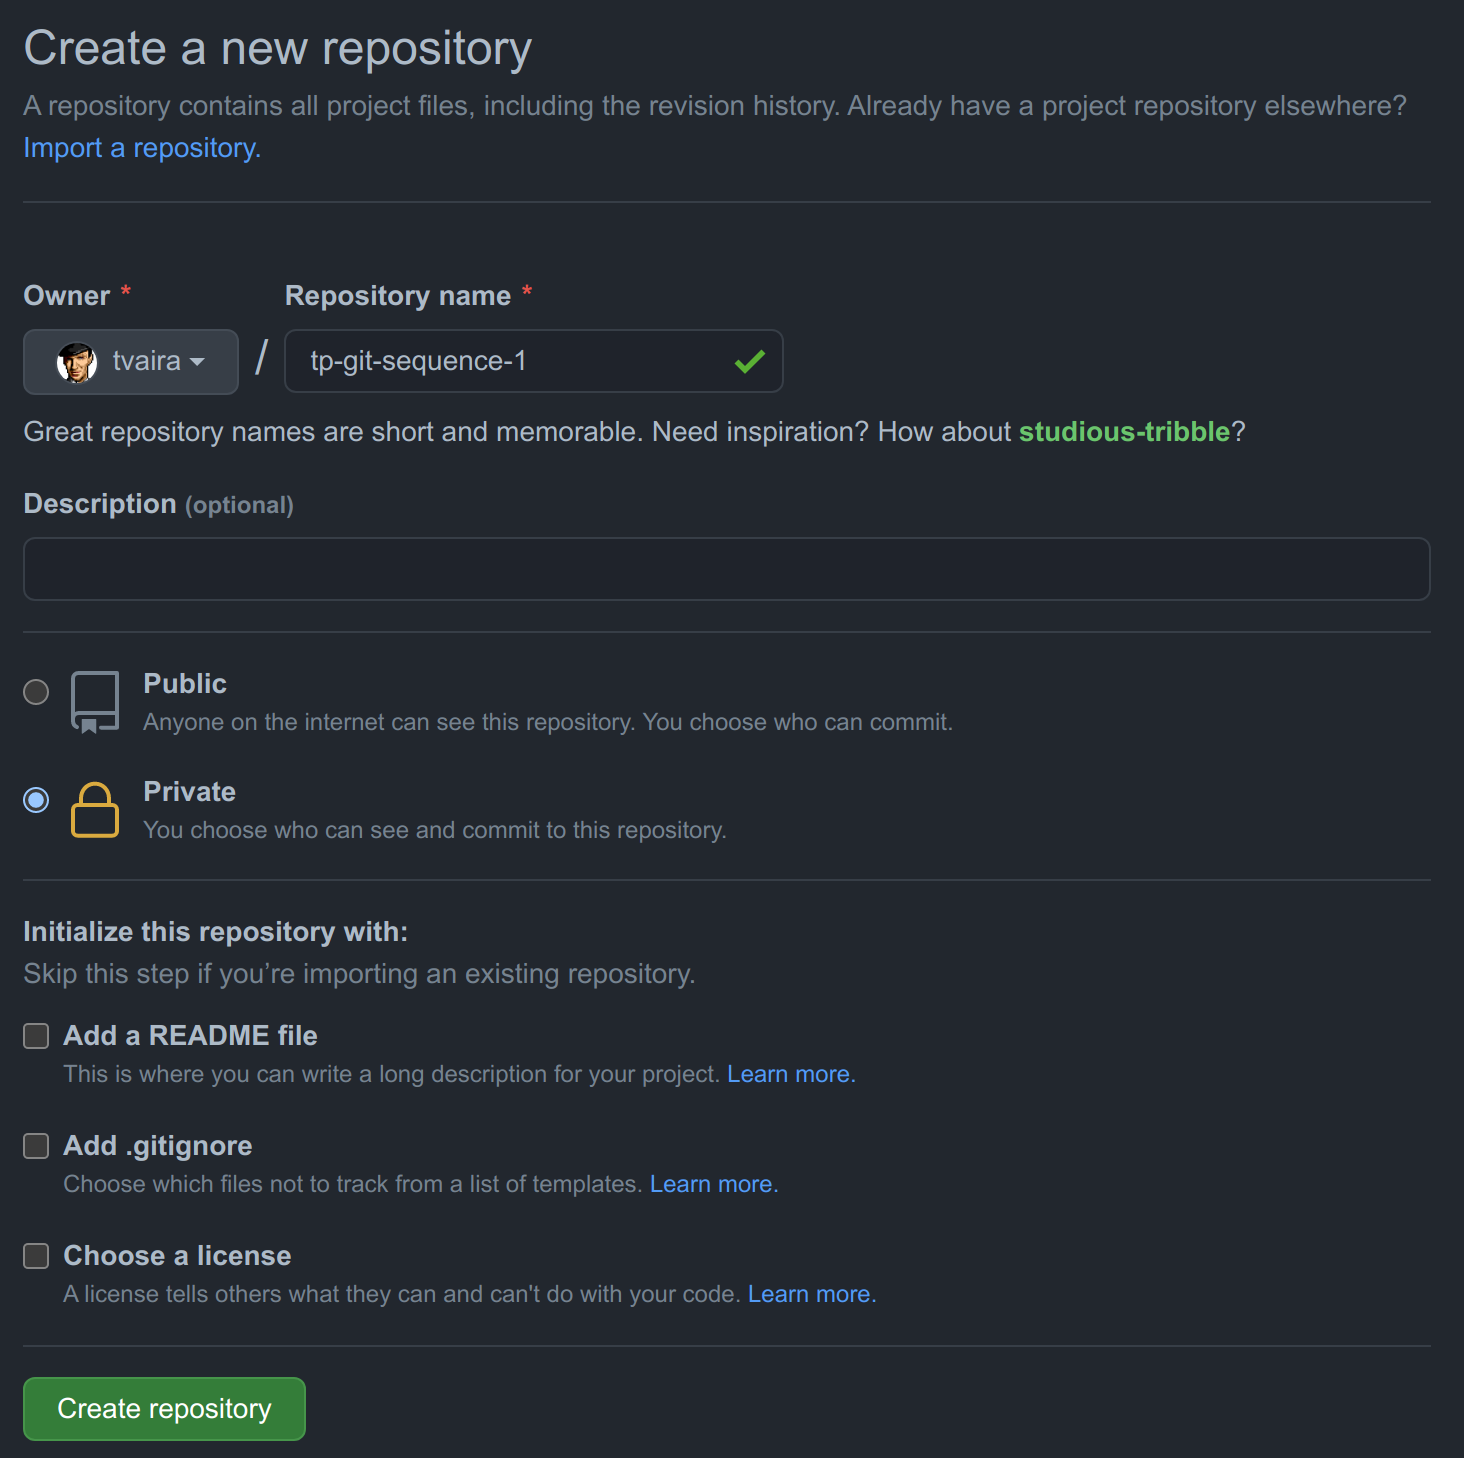 Create a new repository
A repository contains all project files, including the revision history. Already have a project repository elsewhere?
Import a repository.
Owner * Repository name *
tvaira / tp-git-sequence-1
Great repository names are short and memorable. Need inspiration? How about studious-tribble?
Description (optional)
Public
Anyone on the internet can see this repository. You choose who can commit.
Private
You choose who can see and commit to this repository.
Initialize this repository with:
Skip this step if you’re importing an existing repository.
Add a README file
This is where you can write a long description for your project. Learn more.
Add .gitignore
Choose which files not to track from a list of templates. Learn more.
Choose a license
A license tells others what they can and can't do with your code. Learn more.
Create repository